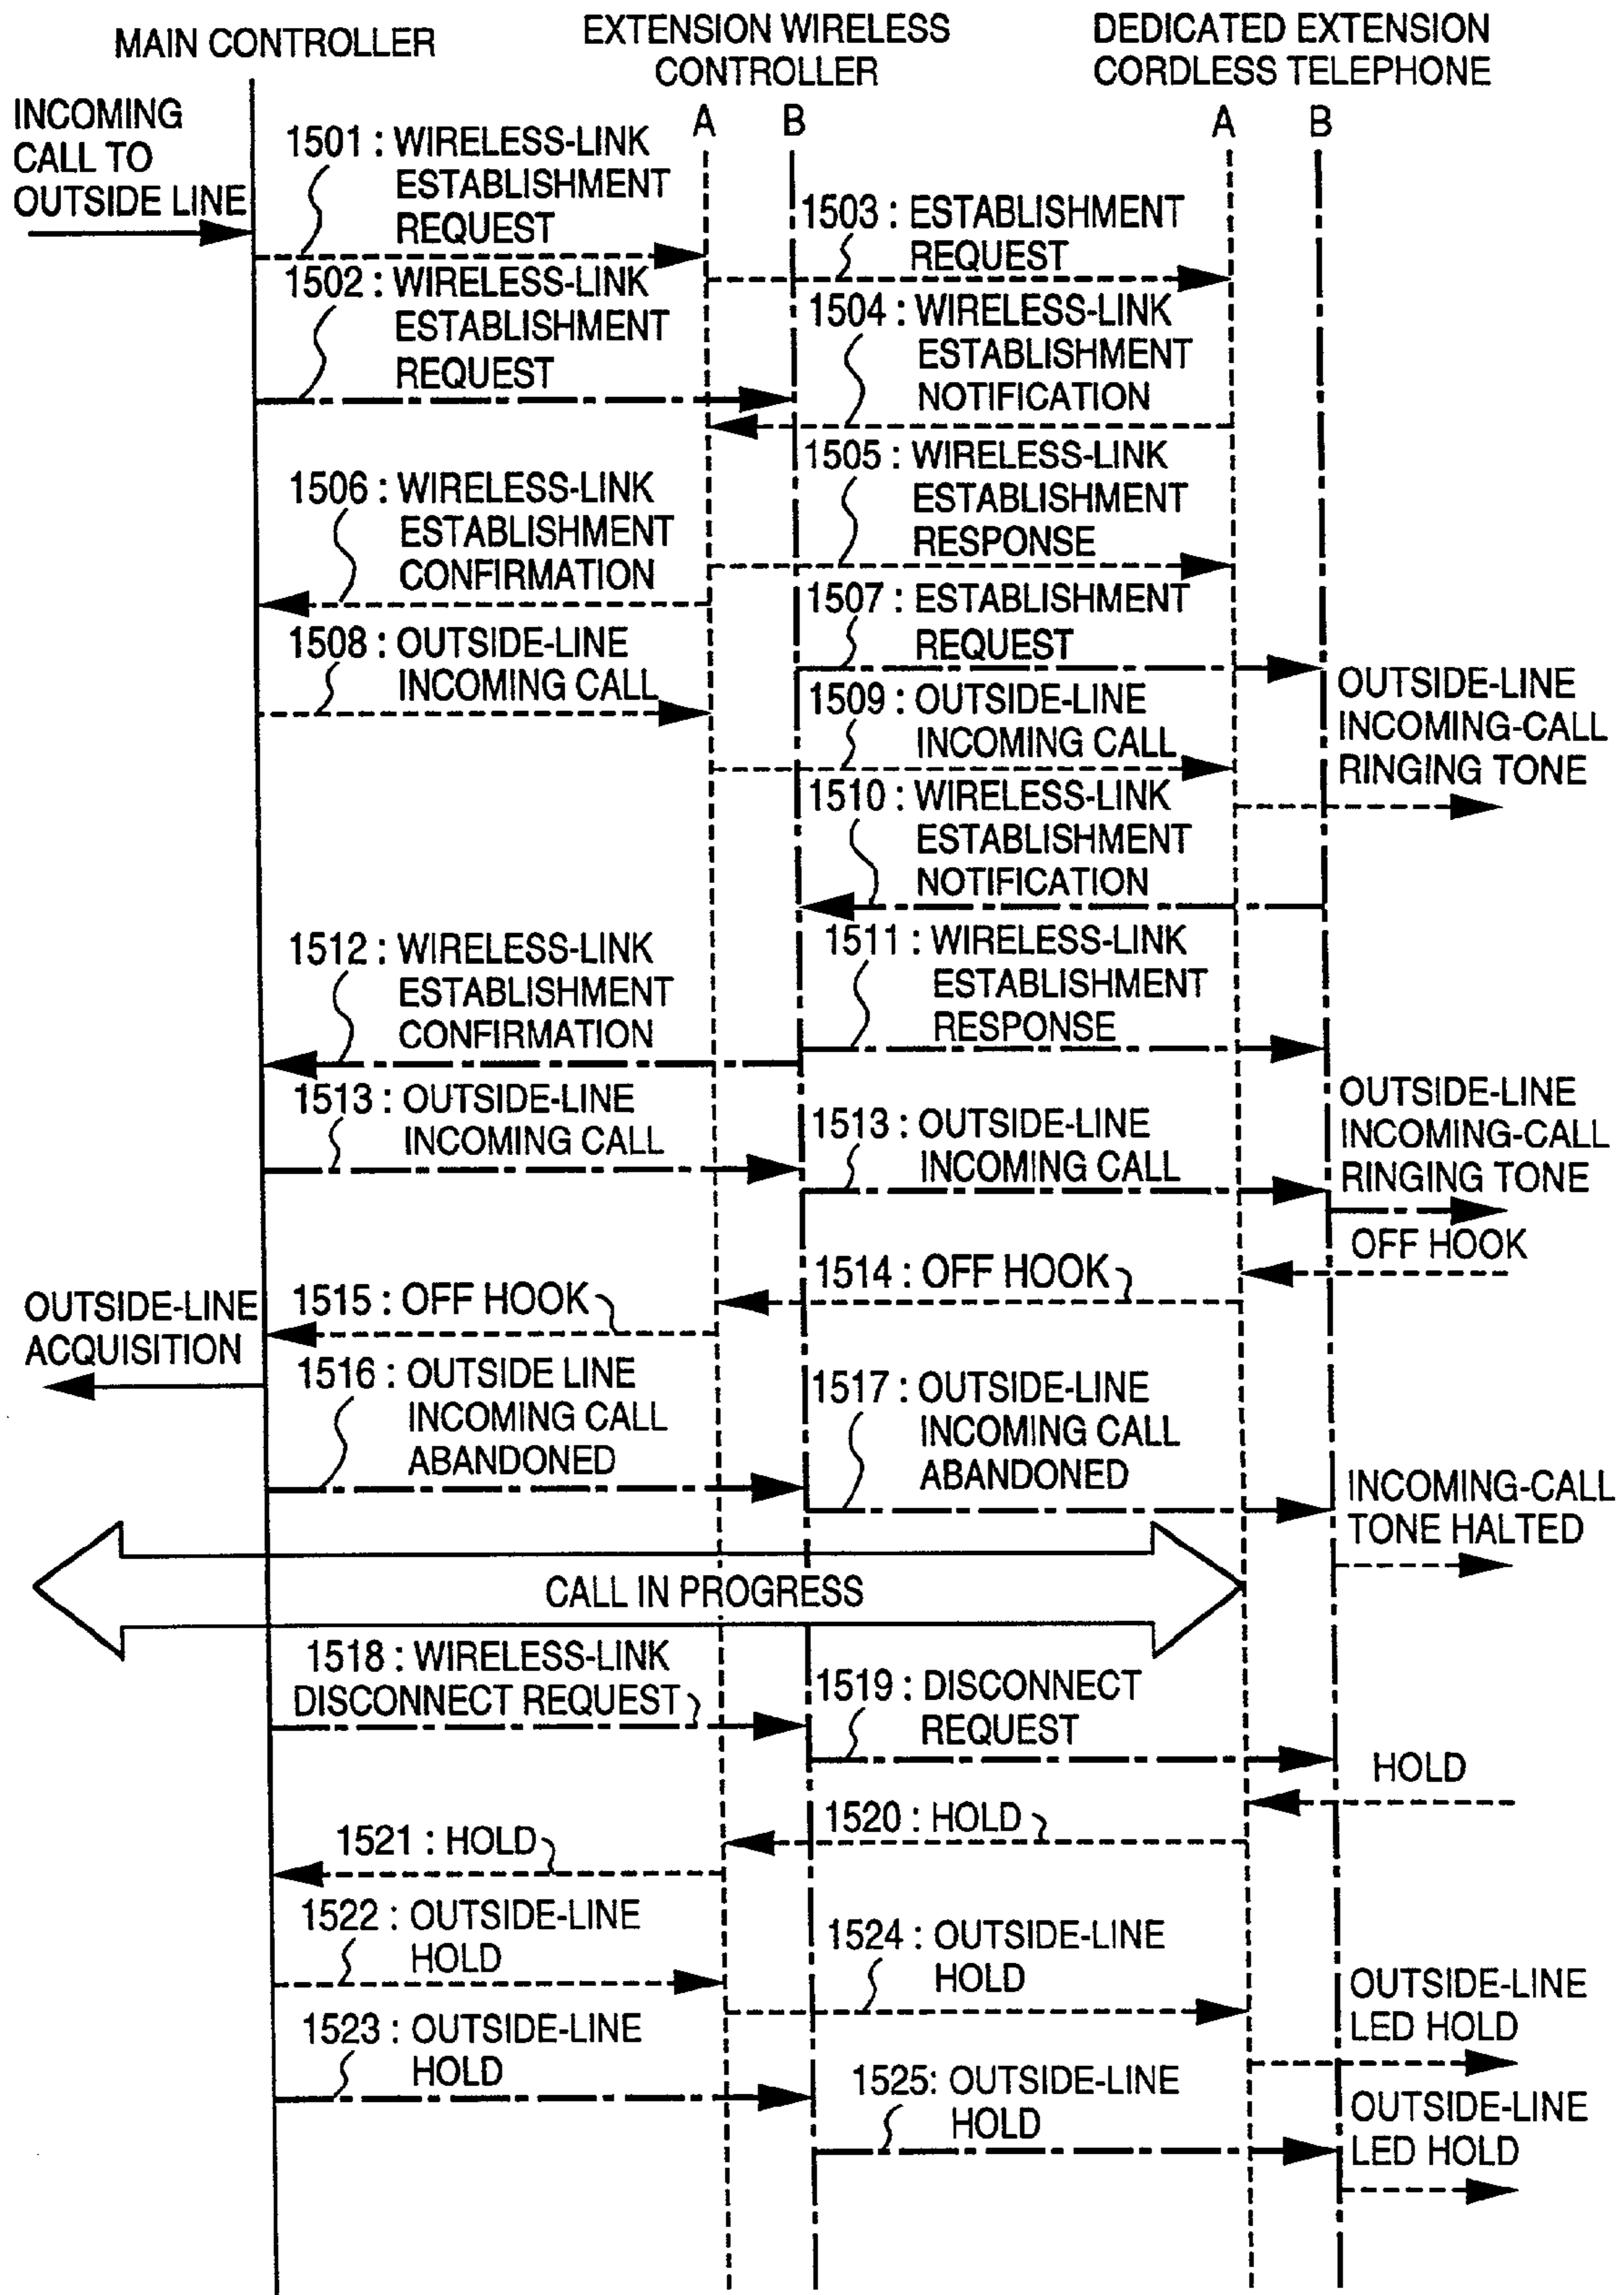 MAIN CONTROLLER
EXTENSION WIRELESS
CONTROLLER
DEDICATED EXTENSION
CORDLESS TELEPHONE
A
B
A
B
INCOMING
CALL TO
OUTSIDE LINE
1501 : WIRELESS-LINK
ESTABLISHMENT
REQUEST
1503 : ESTABLISHMENT
REQUEST
1502 : WIRELESS-LINK
ESTABLISHMENT
REQUEST
1504 : WIRELESS-LINK
ESTABLISHMENT
NOTIFICATION
1505 : WIRELESS-LINK
ESTABLISHMENT
RESPONSE
1506 : WIRELESS-LINK
ESTABLISHMENT
CONFIRMATION
1507 : ESTABLISHMENT
REQUEST
1508 : OUTSIDE-LINE
INCOMING CALL
1509 : OUTSIDE-LINE
INCOMING CALL
OUTSIDE-LINE
INCOMING-CALL
RINGING TONE
1510 : WIRELESS-LINK
ESTABLISHMENT
NOTIFICATION
1511 : WIRELESS-LINK
ESTABLISHMENT
RESPONSE
1512 : WIRELESS-LINK
ESTABLISHMENT
CONFIRMATION
1513 : OUTSIDE-LINE
INCOMING CALL
1513 : OUTSIDE-LINE
INCOMING CALL
OUTSIDE-LINE
INCOMING-CALL
RINGING TONE
OFF HOOK
1514 : OFF HOOK
1515 : OFF HOOK
OUTSIDE-LINE
ACQUISITION
1516 : OUTSIDE LINE
INCOMING CALL
ABANDONED
1517 : OUTSIDE-LINE
INCOMING CALL
ABANDONED
INCOMING-CALL
TONE HALTED
CALL IN PROGRESS
1518 : WIRELESS-LINK
DISCONNECT REQUEST
1519 : DISCONNECT
REQUEST
HOLD
1520 : HOLD
1521 : HOLD
1522 : OUTSIDE-LINE
HOLD
1524 : OUTSIDE-LINE
HOLD
OUTSIDE-LINE
LED HOLD
1523 : OUTSIDE-LINE
HOLD
1525: OUTSIDE-LINE
HOLD
OUTSIDE-LINE
LED HOLD